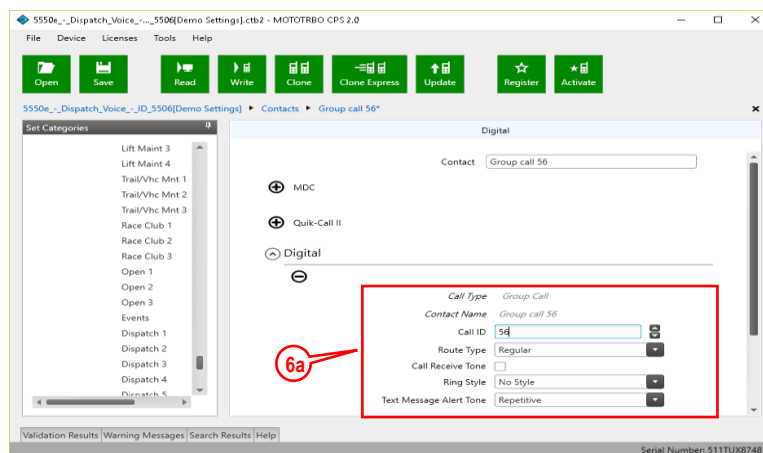 5550e_-_Dispatch_Voice_-..._5506[Demo Settings].ctb2 - MOTOTRBO CPS 2.0
File Device Licenses Tools Help
Open Save Read Write Clone Clone Express Update Register Activate
5550e_-_Dispatch_Voice_-_ID_5506[Demo Settings] Contacts Group call 56*
Set Categories
Lift Maint 3
Lift Maint 4
Trail/Vhc Mnt 1
Trail/Vhc Mnt 2
Trail/Vhc Mnt 3
Race Club 1
Race Club 2
Race Club 3
Open 1
Open 2
Open 3
Events
Dispatch 1
Dispatch 2
Dispatch 3
Dispatch 4
Dispatch 5
Digital
Contact Group call 56
MDC
Quik-Call II
Digital
Call Type Group Call
Contact Name Group call 56
Call ID 56
Route Type Regular
Call Receive Tone
Ring Style No Style
Text Message Alert Tone Repetitive
6a
Validation Results Warning Messages Search Results Help
Serial Number: 511TUX8748